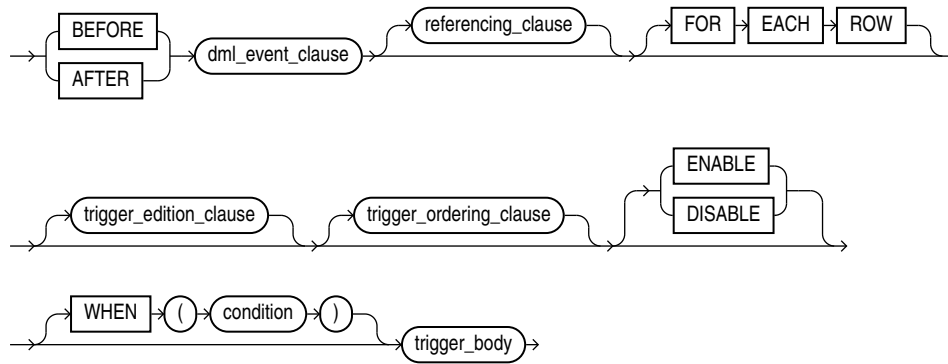 BEFORE
AFTER
dml_event_clause
referencing_clause
FOR EACH ROW
trigger_edition_clause
trigger_ordering_clause
ENABLE
DISABLE
WHEN ( condition )
trigger_body